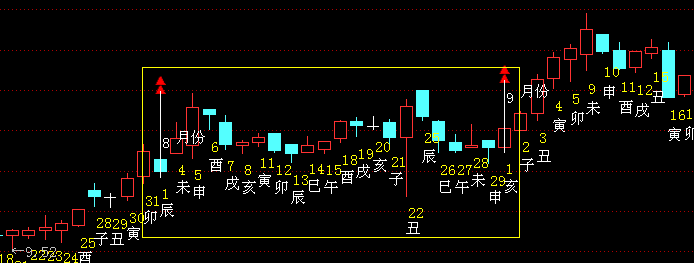 9 月份
8 月份
18
22
23
24
25 酉
28 子
29 丑
30 寅
31 卯
1 辰
4 未
5 申
6 酉
7 戌
8 亥
11 寅
12 卯
13 辰
14 巳
15 午
18 酉
19 戌
20 亥
21 子
22 丑
辰
26 巳
27 午
28 未
29 申
1 亥
2 子
3 丑
4 寅
5 卯
9 未
10 申
11 酉
12 戌
丑
16 寅
卯
←9.52